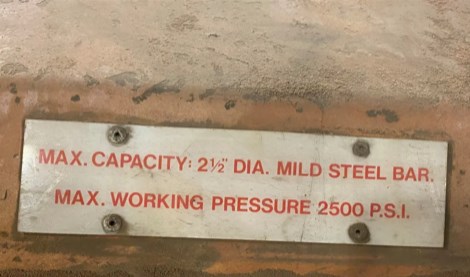 MAX. CAPACITY: 2½" DIA. MILD STEEL BAR.
MAX. WORKING PRESSURE 2500 P.S.I.